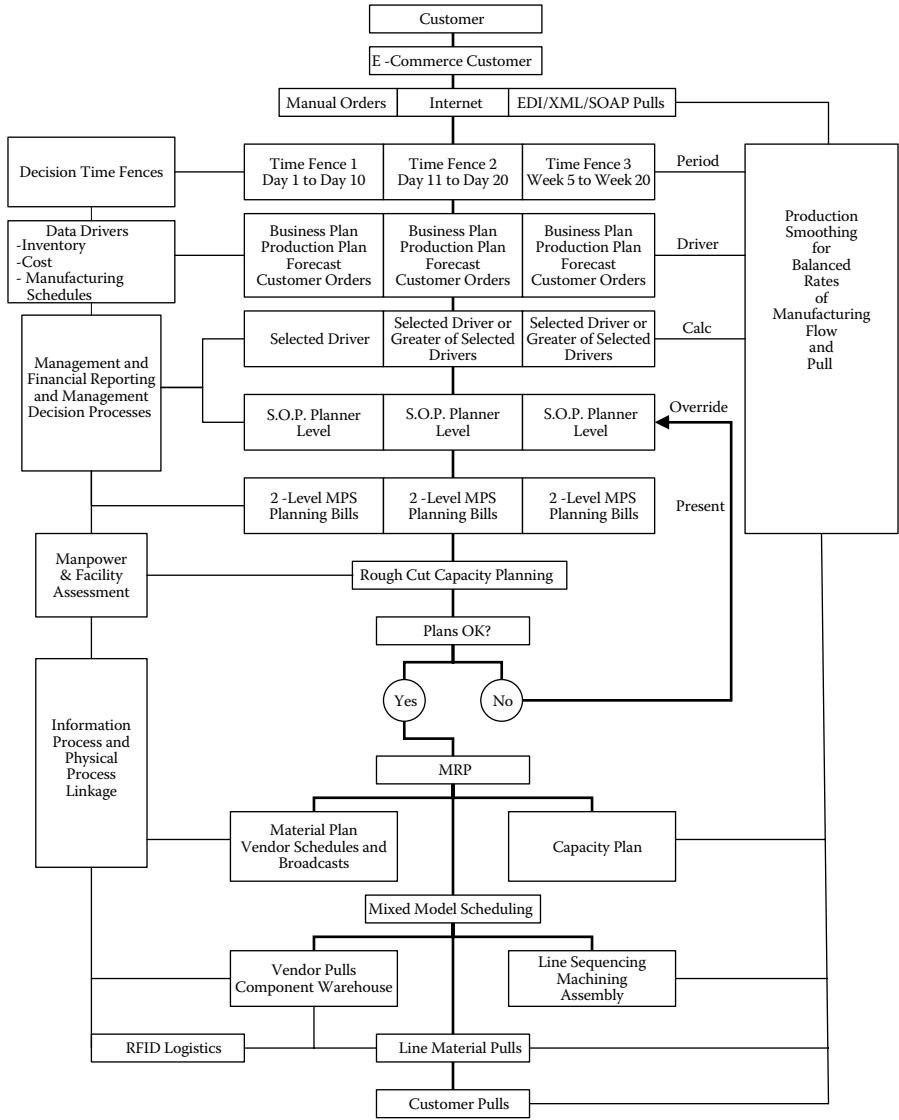 Customer
E -Commerce Customer
Manual Orders
Internet
EDI/XML/SOAP Pulls
Decision Time Fences
Time Fence 1
Day 1 to Day 10
Time Fence 2
Day 11 to Day 20
Time Fence 3
Week 5 to Week 20
Period
Data Drivers
-Inventory
-Cost
- Manufacturing
Schedules
Business Plan
Production Plan
Forecast
Customer Orders
Business Plan
Production Plan
Forecast
Customer Orders
Business Plan
Production Plan
Forecast
Customer Orders
Driver
Production
Smoothing
for
Balanced
Rates
of
Manufacturing
Flow
and
Pull
Management and
Financial Reporting
and Management
Decision Processes
Selected Driver
Selected Driver or
Greater of Selected
Drivers
Selected Driver or
Greater of Selected
Drivers
Calc
S.O.P. Planner
Level
S.O.P. Planner
Level
S.O.P. Planner
Level
Override
Present
2 -Level MPS
Planning Bills
2 -Level MPS
Planning Bills
2 -Level MPS
Planning Bills
Manpower
& Facility
Assessment
Rough Cut Capacity Planning
Plans OK?
Yes
No
Information
Process and
Physical
Process
Linkage
MRP
Material Plan
Vendor Schedules and
Broadcasts
Capacity Plan
Mixed Model Scheduling
Vendor Pulls
Component Warehouse
Line Sequencing
Machining
Assembly
RFID Logistics
Line Material Pulls
Customer Pulls